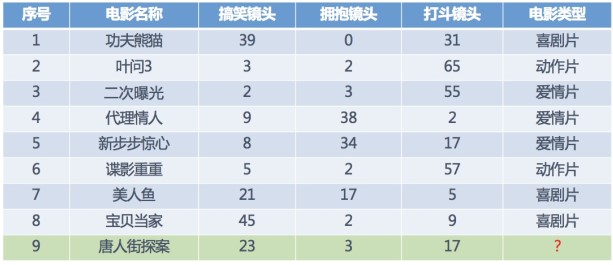 序号 电影名称 搞笑镜头 拥抱镜头 打斗镜头 电影类型
1 功夫熊猫 39 0 31 喜剧片
2 叶问3 3 2 65 动作片
3 二次曝光 2 3 55 爱情片
4 代理情人 9 38 2 爱情片
5 新步步惊心 8 34 17 爱情片
6 谍影重重 5 2 57 动作片
7 美人鱼 21 17 5 喜剧片
8 宝贝当家 45 2 9 喜剧片
9 唐人街探案 23 3 17 ?